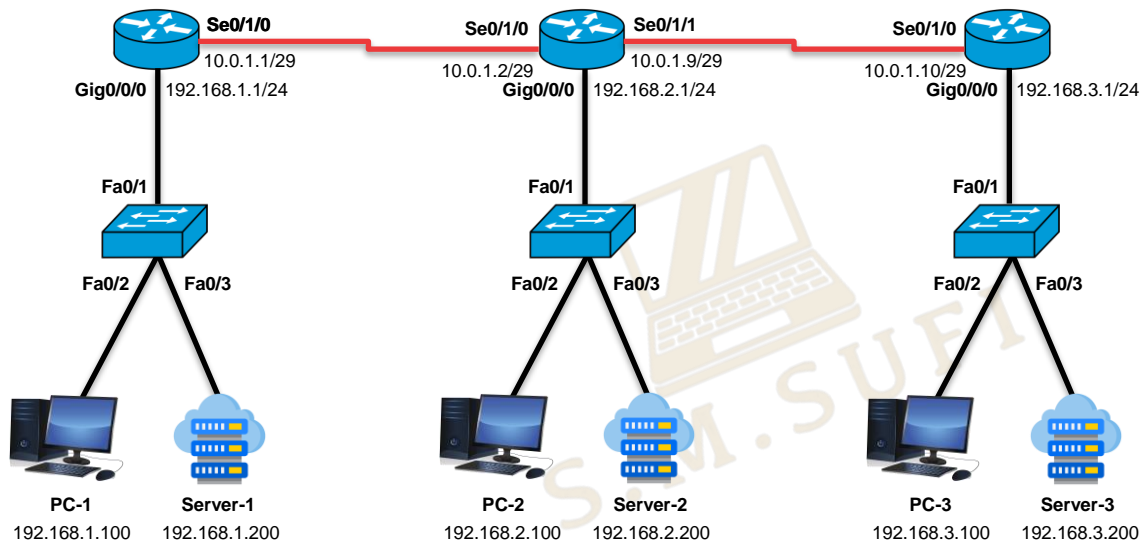 Se0/1/0
Se0/1/0
Se0/1/1
Se0/1/0
10.0.1.1/29
10.0.1.2/29
10.0.1.9/29
10.0.1.10/29
Gig0/0/0
192.168.1.1/24
Gig0/0/0
192.168.2.1/24
Gig0/0/0
192.168.3.1/24
Fa0/1
Fa0/1
Fa0/1
Fa0/2
Fa0/3
Fa0/2
Fa0/3
Fa0/2
Fa0/3
S.M.SUFI
PC-1
Server-1
PC-2
Server-2
PC-3
Server-3
192.168.1.100
192.168.1.200
192.168.2.100
192.168.2.200
192.168.3.100
192.168.3.200